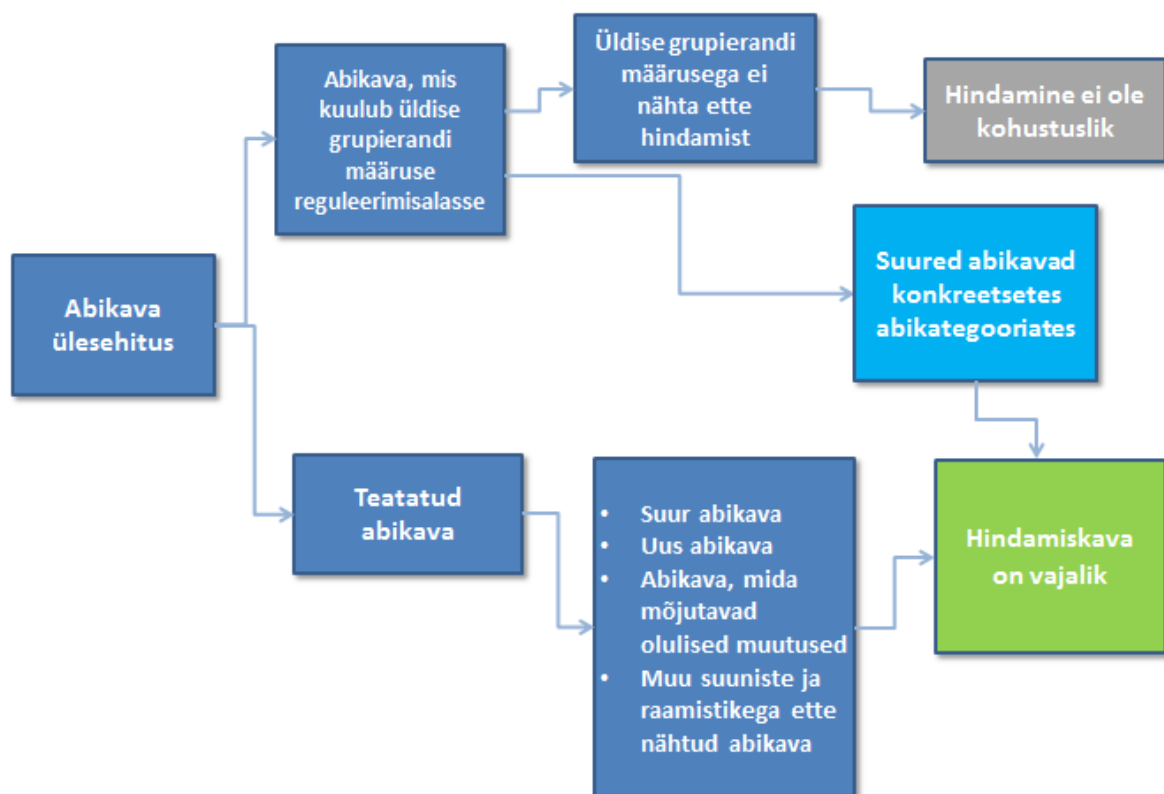 Üldise grupierandi
määrusega ei
nähta ette
hindamist
Abikava, mis
kuulub üldise
grupierandi
määruse
reguleerimisalasse
Hindamine ei ole
kohustuslik
Suured abikavad
konkreetsetes
abikategooriates
Abikava
ülesehitus
Teatatud
abikava
• Suur abikava
• Uus abikava
• Abikava, mida
mõjutavad
olulised muutused
• Muu suuniste ja
raamistikega ette
nähtud abikava
Hindamiskava
on vajalik